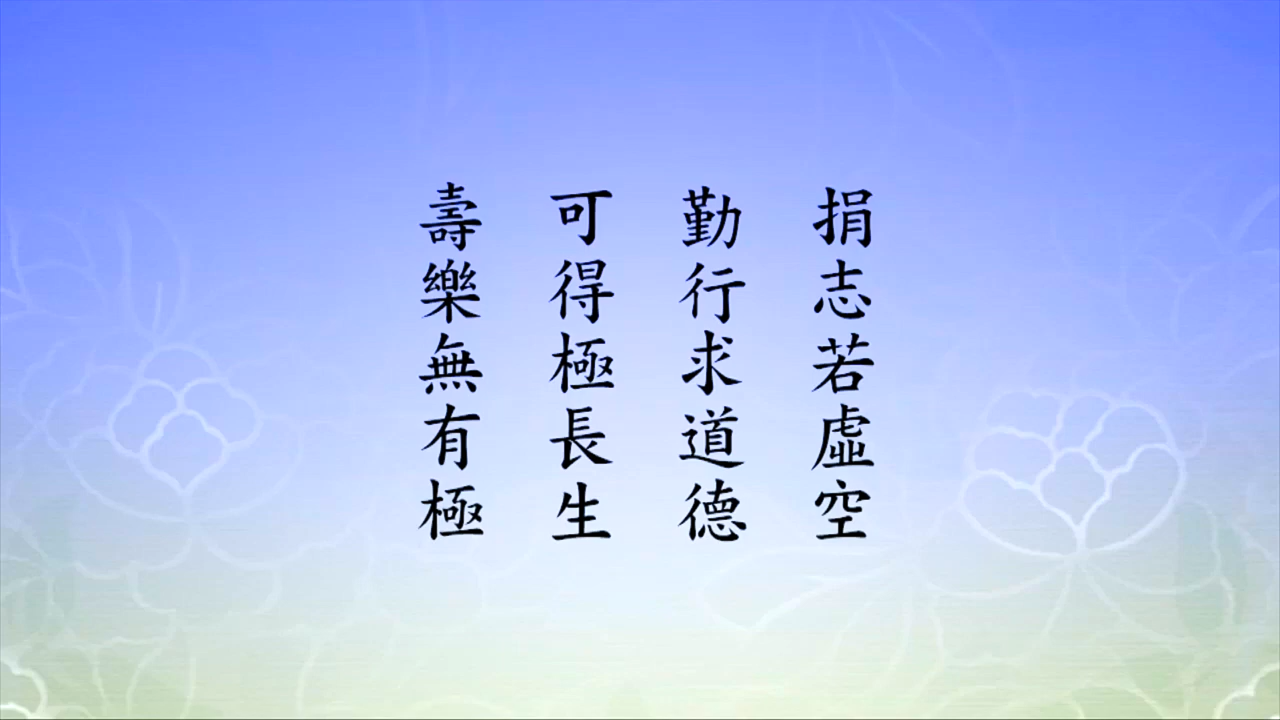 捐志若虛空
勤行求道德
可得極長生
壽樂無有極